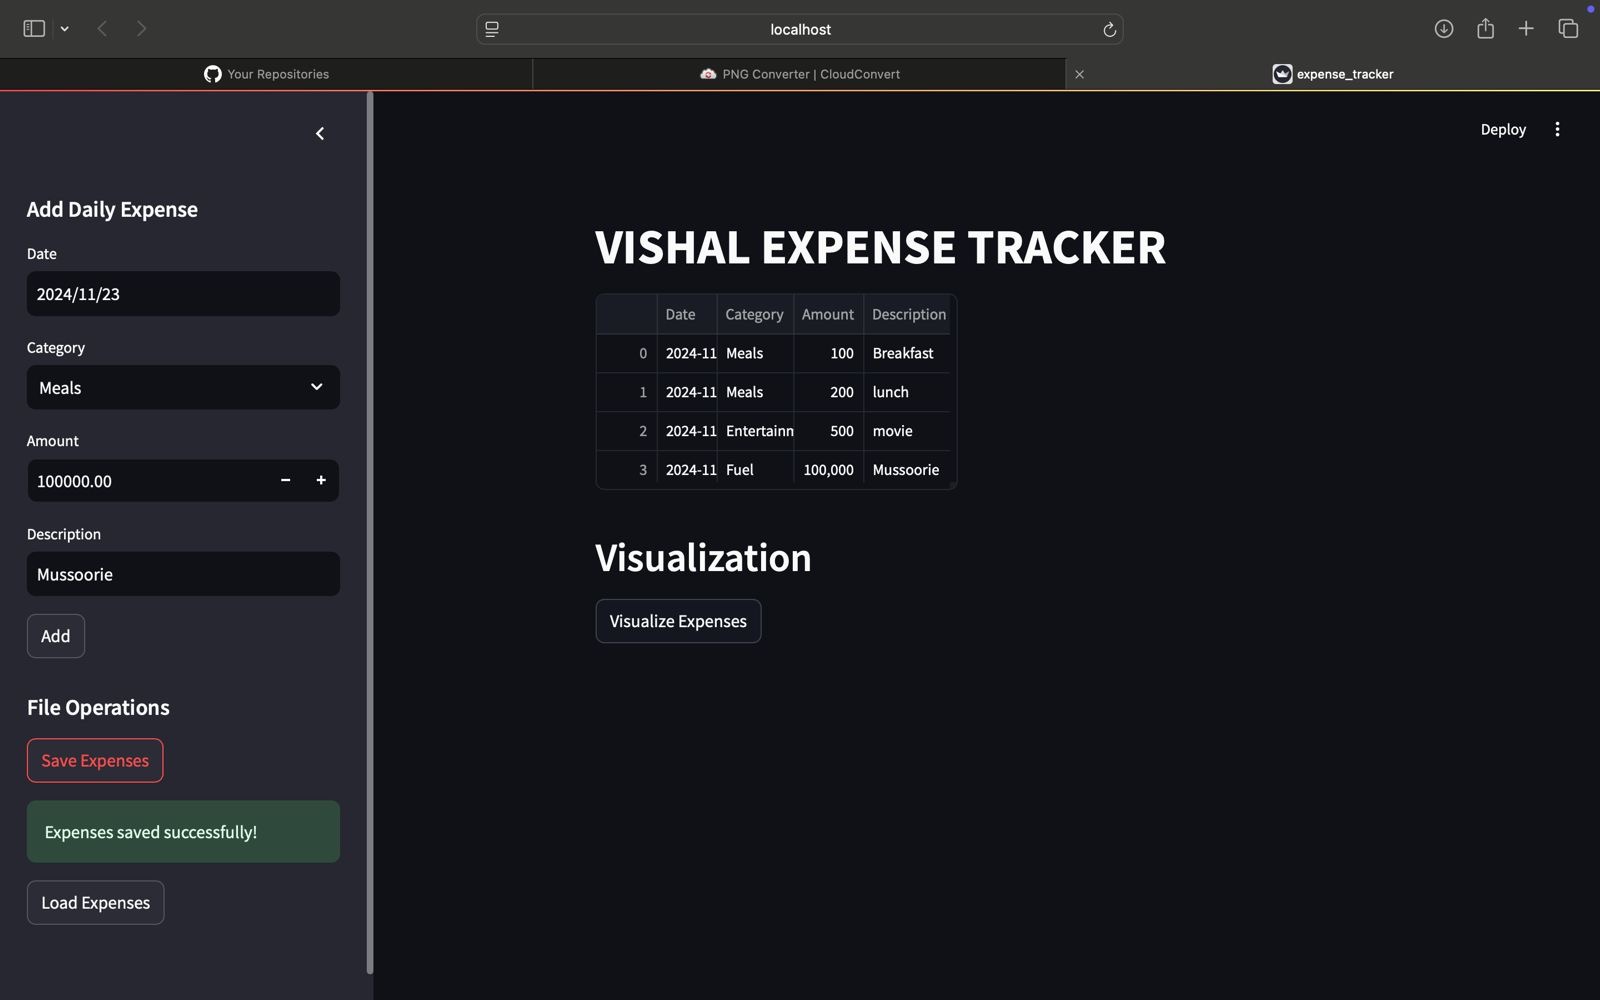 localhost
Your Repositories
PNG Converter | CloudConvert
expense_tracker
Deploy
Add Daily Expense
Date
2024/11/23
Category
Meals
Amount
100000.00
Description
Mussoorie
Add
File Operations
Save Expenses
Expenses saved successfully!
Load Expenses
VISHAL EXPENSE TRACKER
Date Category Amount Description
0 2024-11 Meals 100 Breakfast
1 2024-11 Meals 200 lunch
2 2024-11 Entertainn 500 movie
3 2024-11 Fuel 100,000 Mussoorie
Visualization
Visualize Expenses